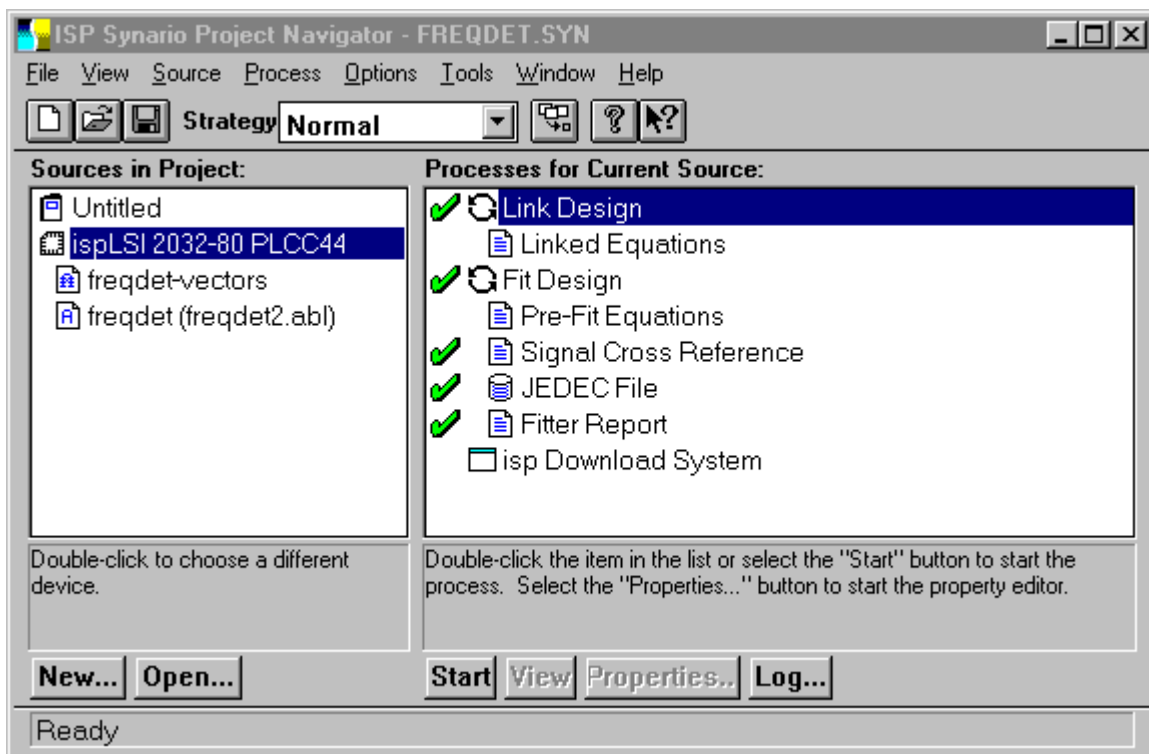 ISP Synario Project Navigator - FREQDET.SYN
File View Source Process Options Tools Window Help
Strategy Normal
Sources in Project:
Untitled
ispLSI 2032-80 PLCC44
freqdet-vectors
freqdet (freqdet2.abl)
Double-click to choose a different
device.
New... Open...
Processes for Current Source:
Link Design
Linked Equations
Fit Design
Pre-Fit Equations
Signal Cross Reference
JEDEC File
Fitter Report
isp Download System
Double-click the item in the list or select the "Start" button to start the
process. Select the "Properties..." button to start the property editor.
Start View Properties.. Log...
Ready